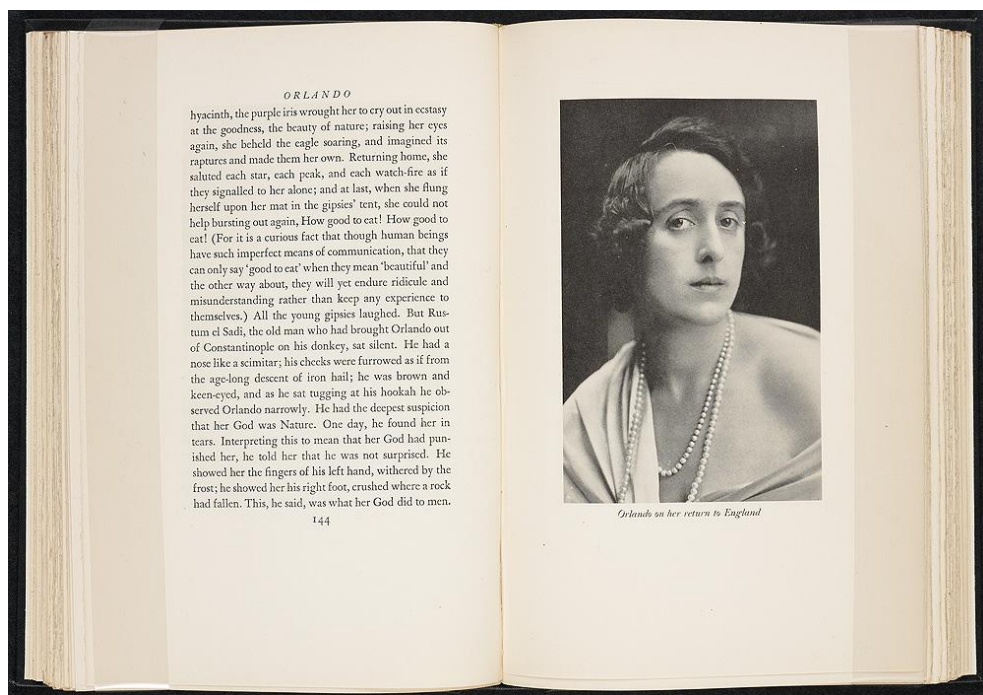 ORLANDO
hyacinth, the purple iris wrought her to cry out in ecstasy
at the goodness, the beauty of nature; raising her eyes
again, she beheld the eagle soaring, and imagined its
raptures and made them her own. Returning home, she
saluted each star, each peak, and each watch-fire as if
they signalled to her alone; and at last, when she flung
herself upon her mat in the gipsies' tent, she could not
help bursting out again, How good to eat! How good to
eat! (For it is a curious fact that though human beings
have such imperfect means of communication, that they
can only say 'good to eat' when they mean 'beautiful' and
the other way about, they will yet endure ridicule and
misunderstanding rather than keep any experience to
themselves.) All the young gipsies laughed. But Rus-
tum el Sadi, the old man who had brought Orlando out
of Constantinople on his donkey, sat silent. He had a
nose like a scimitar; his cheeks were furrowed as if from
the age-long descent of iron hail; he was brown and
keen-eyed, and as he sat tugging at his hookah he ob-
served Orlando narrowly. He had the deepest suspicion
that her God was Nature. One day, he found her in
tears. Interpreting this to mean that her God had pun-
ished her, he told her that he was not surprised. He
showed her the fingers of his left hand, withered by the
frost; he showed her his right foot, crushed where a rock
had fallen. This, he said, was what her God did to men.
144
Orlando on her return to England